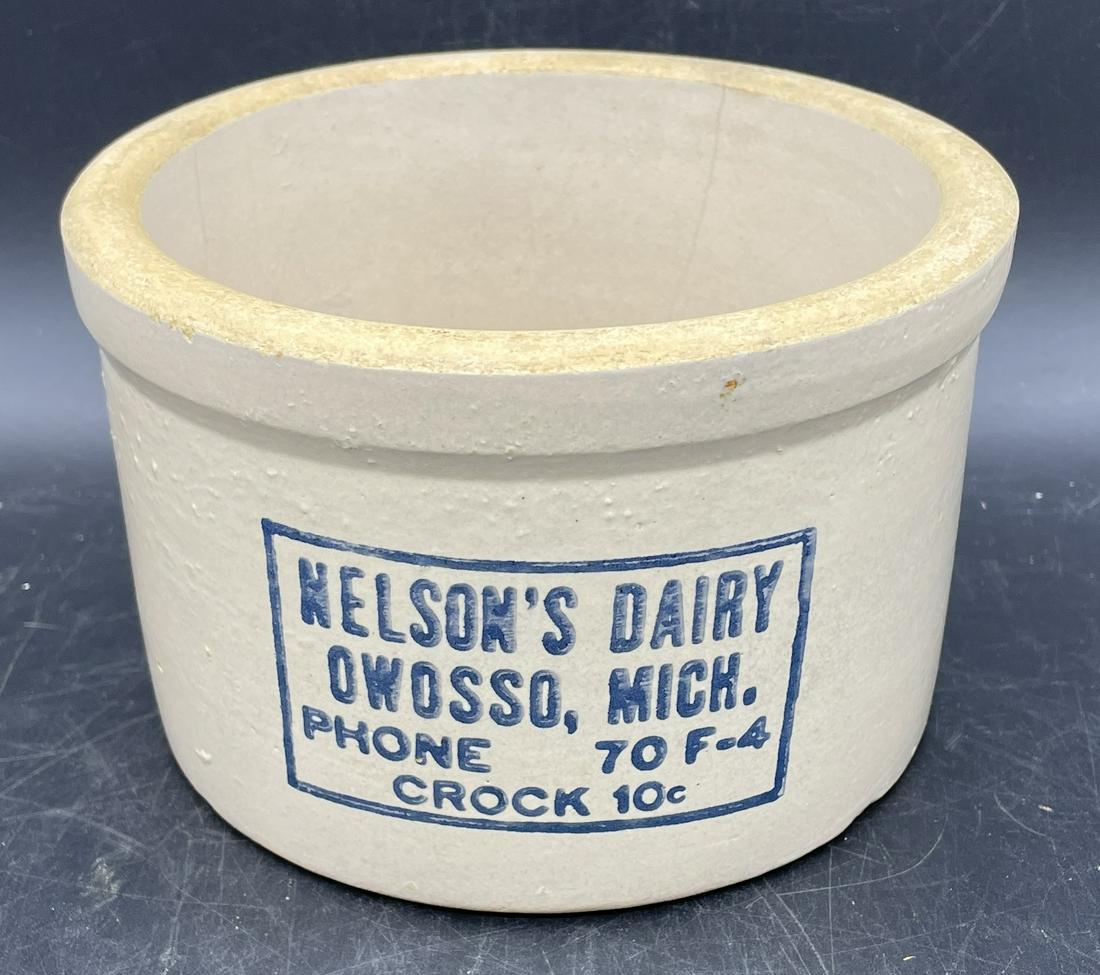 NELSON'S DAIRY
OWOSSO, MICH.
PHONE 70 F-4
CROCK 10c